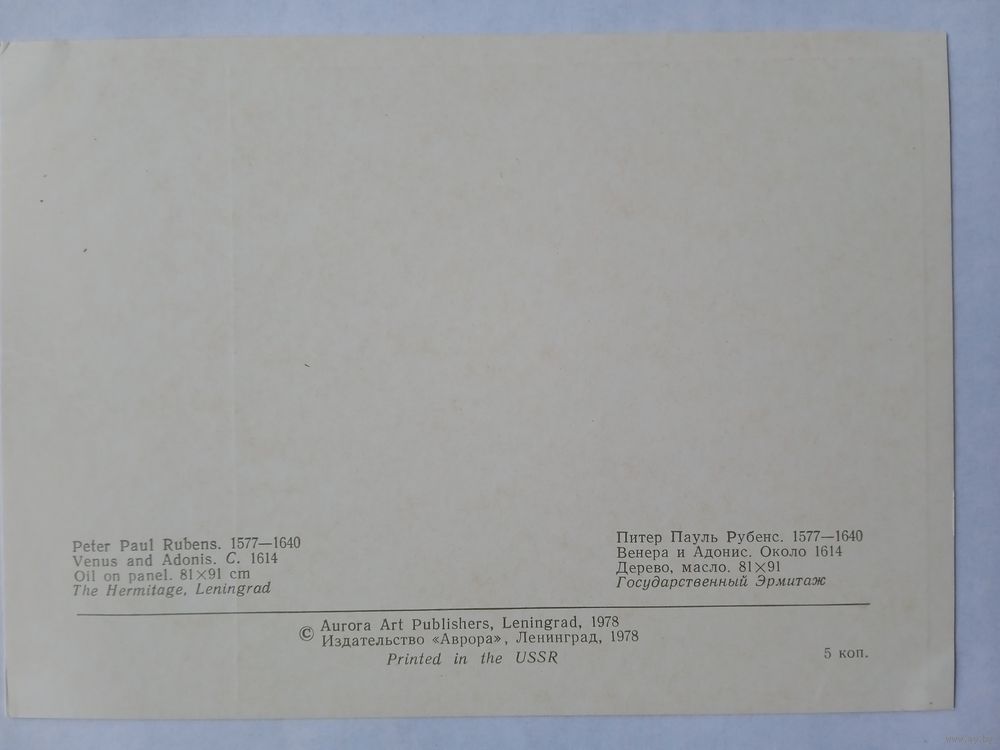 Peter Paul Rubens. 1577—1640
Venus and Adonis. C. 1614
Oil on panel. 81×91 cm
The Hermitage, Leningrad
Питер Пауль Рубенс. 1577—1640
Венера и Адонис. Около 1614
Дерево, масло. 81×91
Государственный Эрмитаж
© Aurora Art Publishers, Leningrad, 1978
Издательство «Аврора», Ленинград, 1978
Printed in the USSR
5 коп.